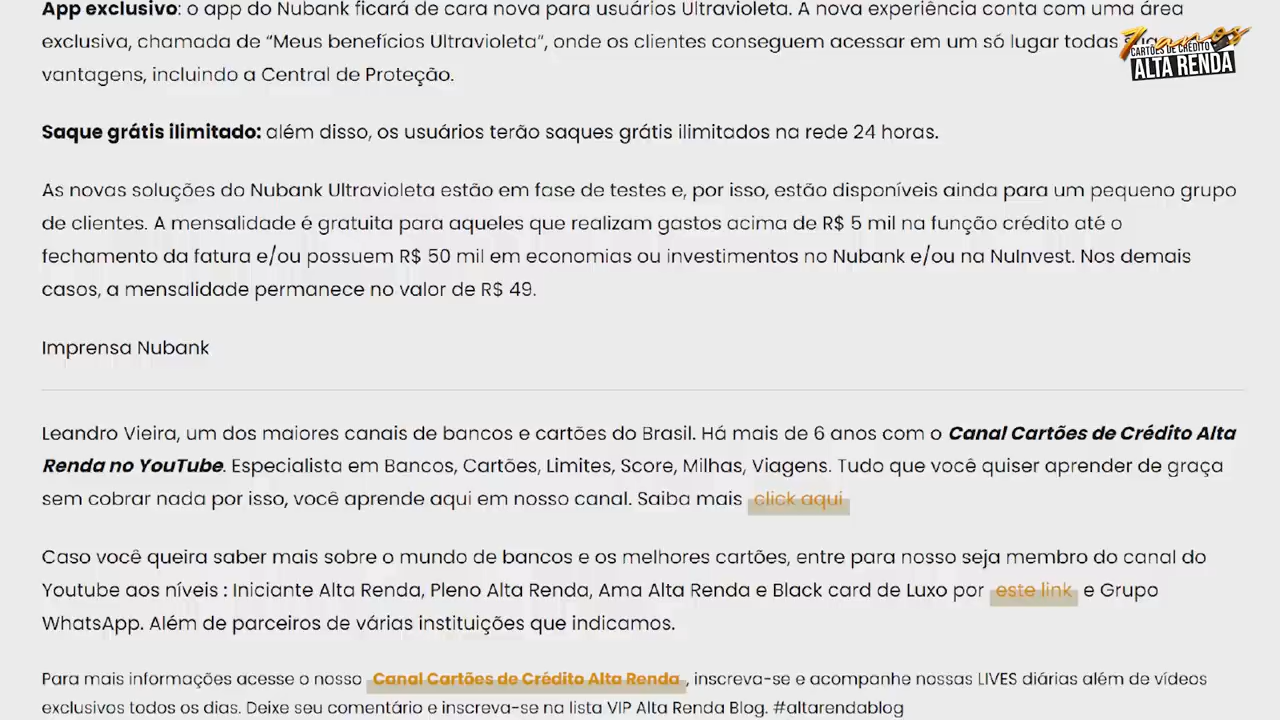 App exclusivo: o app do Nubank ficará de cara nova para usuários Ultravioleta. A nova experiência conta com uma área
exclusiva, chamada de “Meus benefícios Ultravioleta”, onde os clientes conseguem acessar em um só lugar todas
7 anos
CARTÕES DE CRÉDITO
ALTA RENDA
vantagens, incluindo a Central de Proteção.
Saque grátis ilimitado: além disso, os usuários terão saques grátis ilimitados na rede 24 horas.
As novas soluções do Nubank Ultravioleta estão em fase de testes e, por isso, estão disponíveis ainda para um pequeno grupo
de clientes. A mensalidade é gratuita para aqueles que realizam gastos acima de R$ 5 mil na função crédito até o
fechamento da fatura e/ou possuem R$ 50 mil em economias ou investimentos no Nubank e/ou na NuInvest. Nos demais
casos, a mensalidade permanece no valor de R$ 49.
Imprensa Nubank
Leandro Vieira, um dos maiores canais de bancos e cartões do Brasil. Há mais de 6 anos com o Canal Cartões de Crédito Alta
Renda no YouTube. Especialista em Bancos, Cartões, Limites, Score, Milhas, Viagens. Tudo que você quiser aprender de graça
sem cobrar nada por isso, você aprende aqui em nosso canal. Saiba mais click aqui
Caso você queira saber mais sobre o mundo de bancos e os melhores cartões, entre para nosso seja membro do canal do
Youtube aos níveis : Iniciante Alta Renda, Pleno Alta Renda, Ama Alta Renda e Black card de Luxo por este link e Grupo
WhatsApp. Além de parceiros de várias instituições que indicamos.
Para mais informações acesse o nosso Canal Cartões de Crédito Alta Renda, inscreva-se e acompanhe nossas LIVES diárias além de vídeos
exclusivos todos os dias. Deixe seu comentário e inscreva-se na lista VIP Alta Renda Blog. #altarendablog